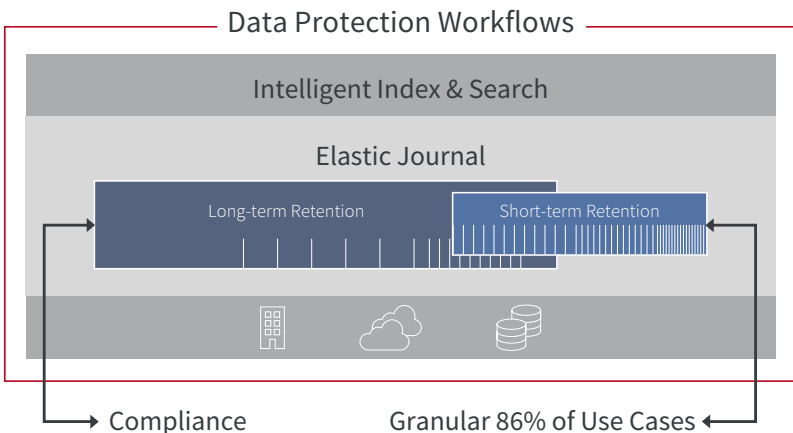 Data Protection Workflows
Intelligent Index & Search
Elastic Journal
Long-term Retention
Short-term Retention
Compliance
Granular 86% of Use Cases